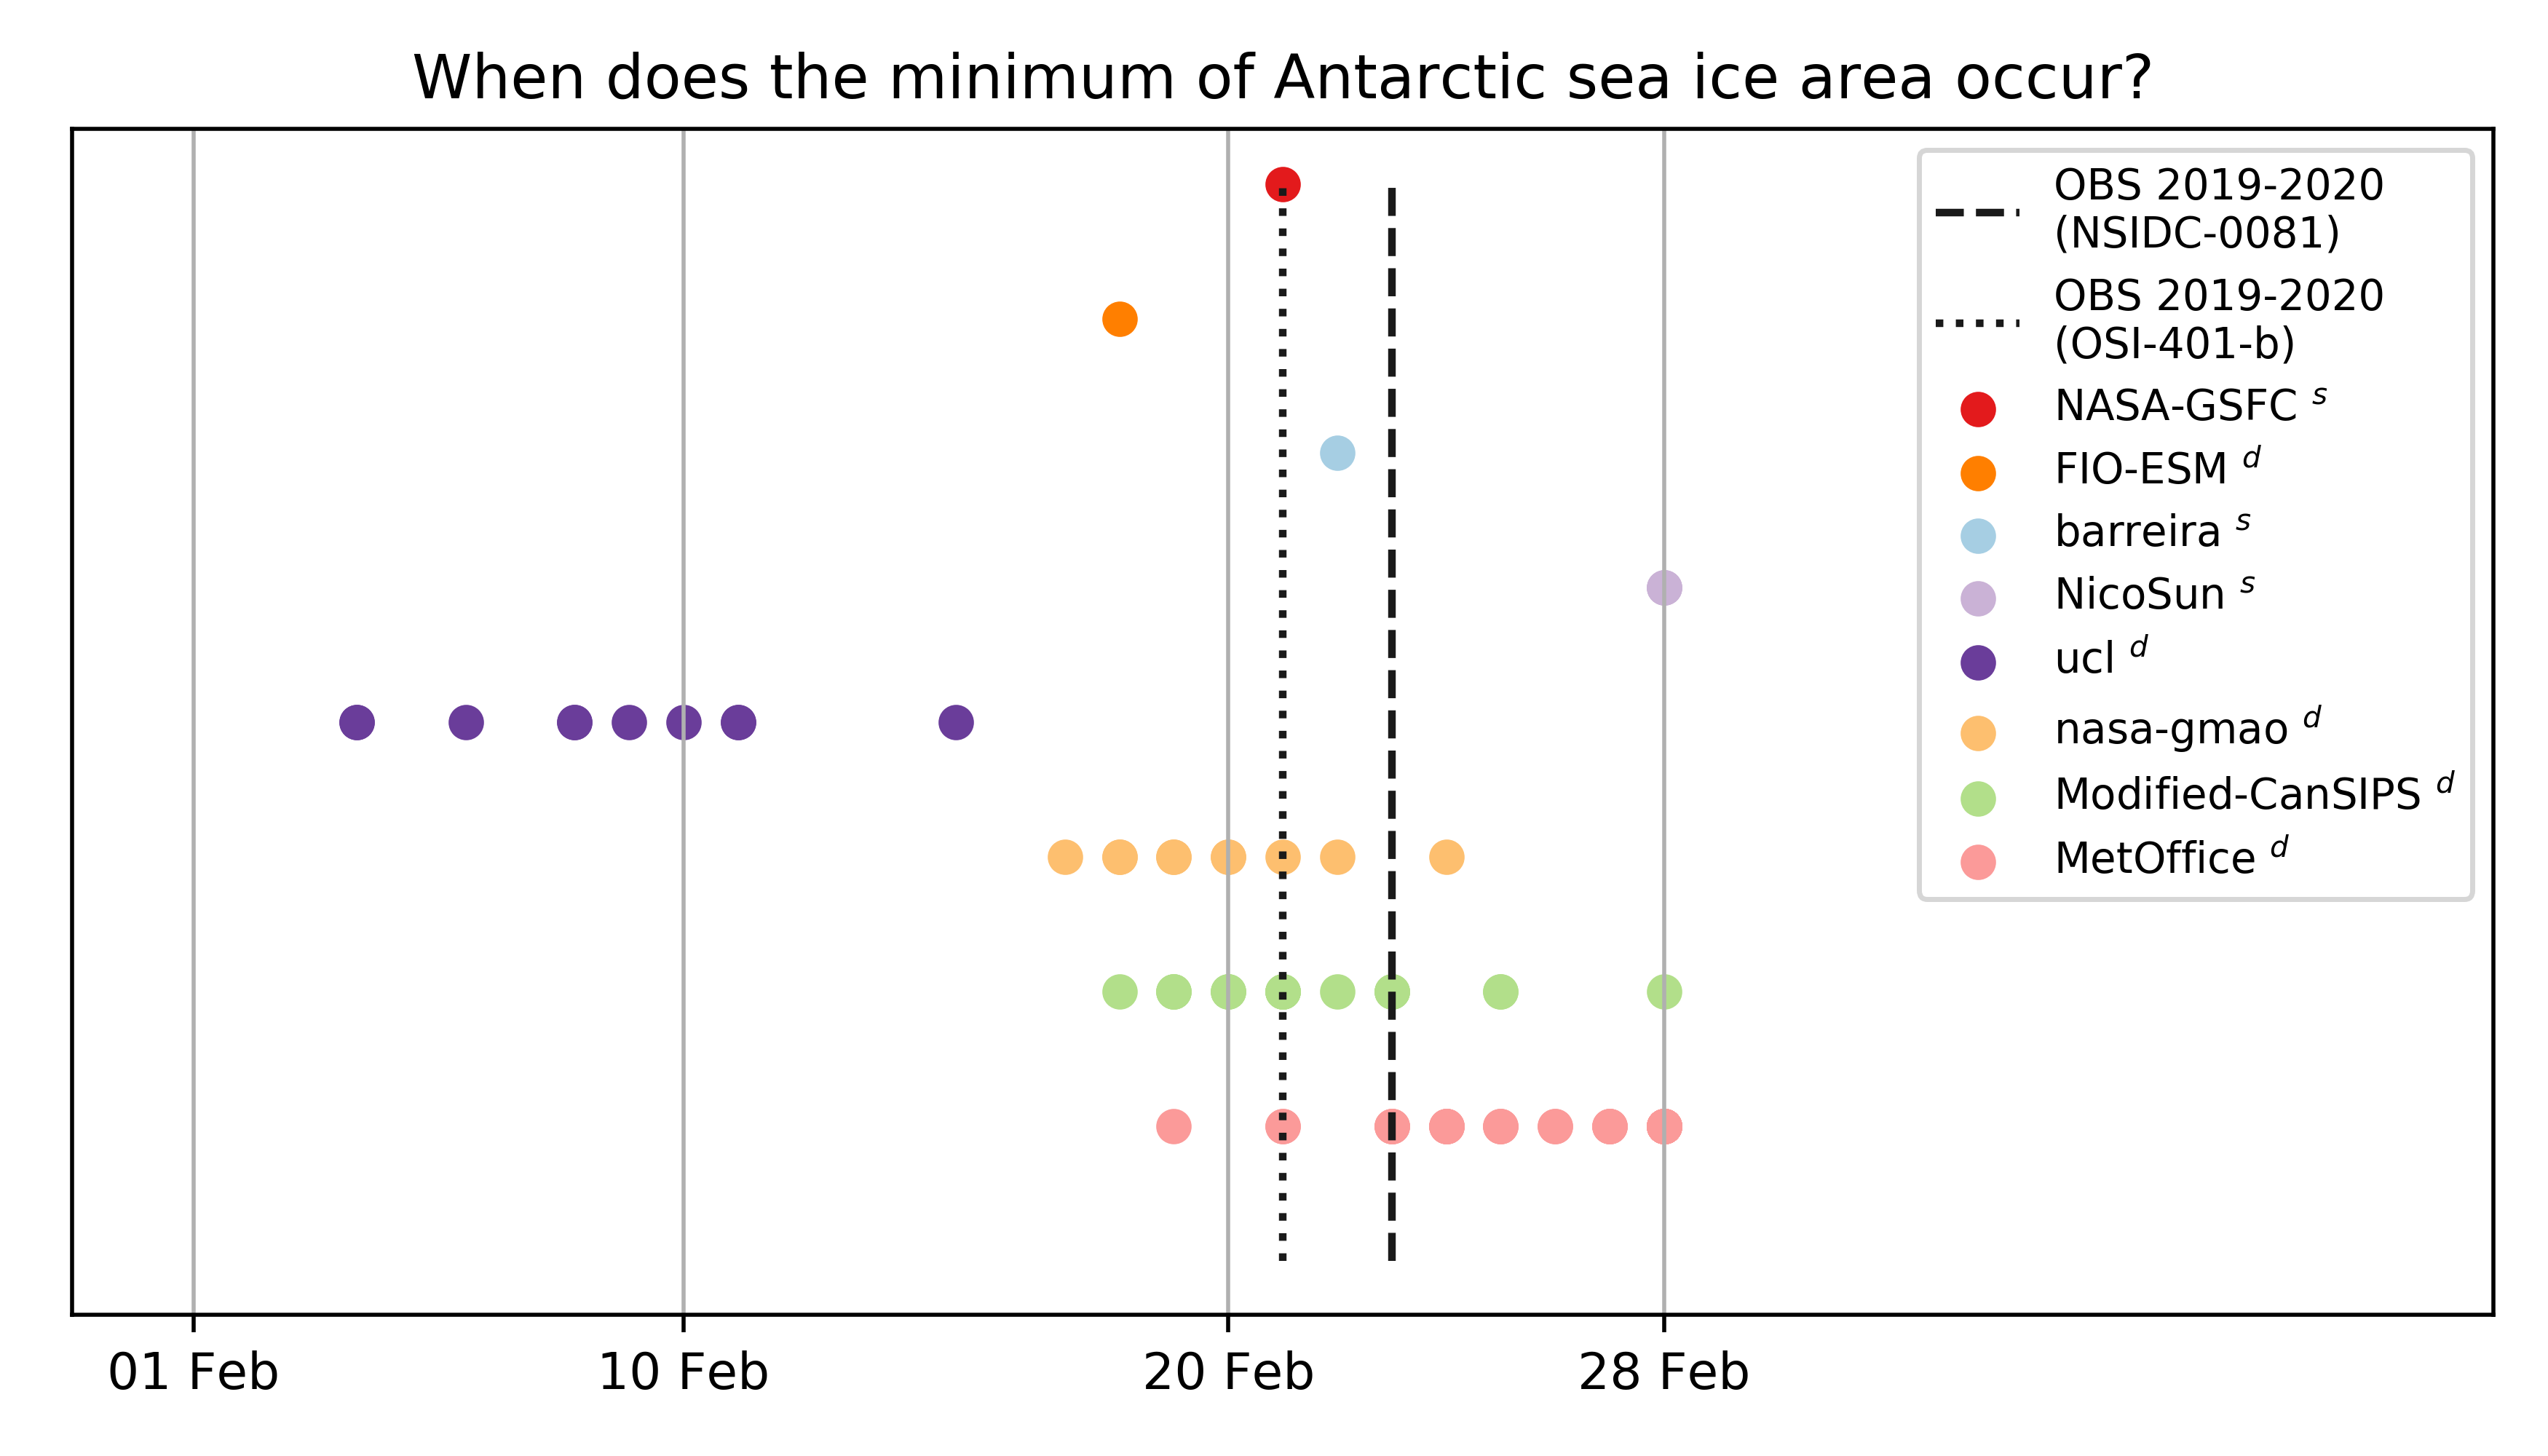 When does the minimum of Antarctic sea ice area occur?
OBS 2019-2020
(NSIDC-0081)
OBS 2019-2020
(OSI-401-b)
NASA-GSFC s
FIO-ESM d
barreira s
NicoSun s
ucl d
nasa-gmao d
Modified-CanSIPS d
MetOffice d
01 Feb
10 Feb
20 Feb
28 Feb